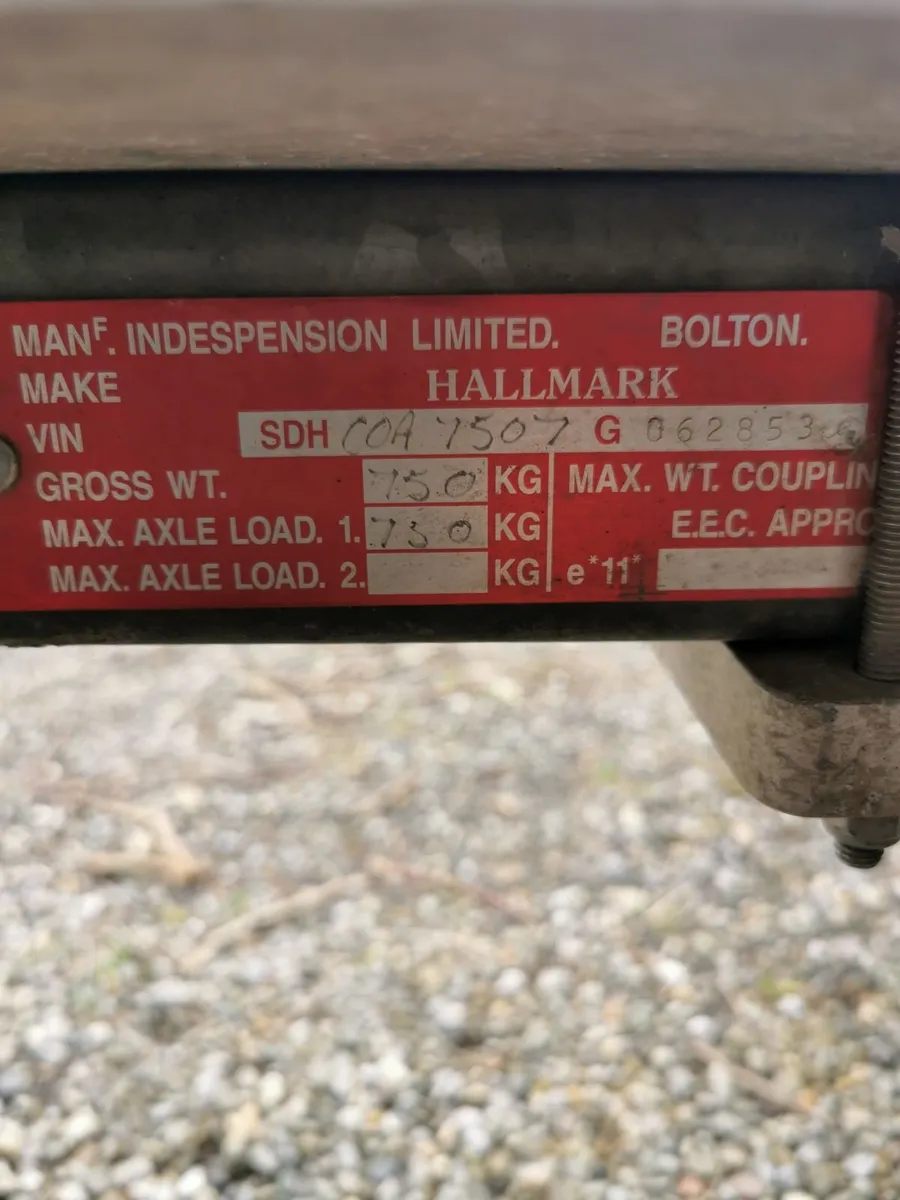 MANF. INDESPENSION LIMITED. BOLTON.
MAKE HALLMARK
VIN SDH COA 7507 G 062853
GROSS WT. 750 KG MAX. WT. COUPLIN
MAX. AXLE LOAD. 1. 750 KG E.E.C. APPRO
MAX. AXLE LOAD. 2. KG e*11*